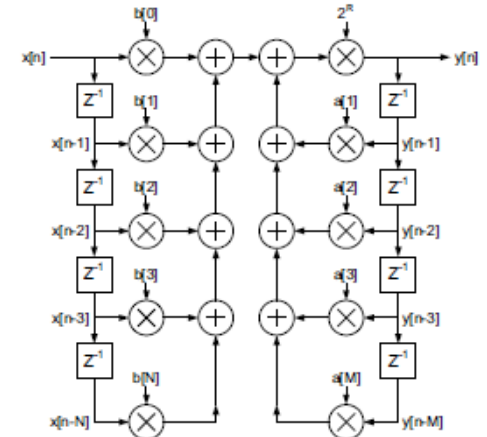 b[0] 2^R
x[n] y[n]
Z⁻¹ b[1] a[1] Z⁻¹
x[n-1] y[n-1]
Z⁻¹ b[2] a[2] Z⁻¹
x[n-2] y[n-2]
Z⁻¹ b[3] a[3] Z⁻¹
x[n-3] y[n-3]
Z⁻¹ b[N] a[M] Z⁻¹
x[n-N] y[n-M]